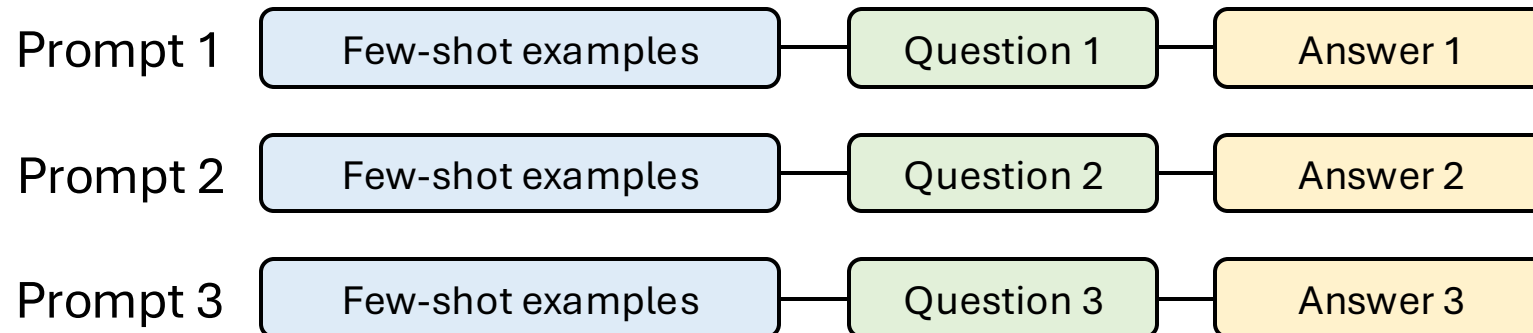 Prompt 1 Few-shot examples Question 1 Answer 1
Prompt 2 Few-shot examples Question 2 Answer 2
Prompt 3 Few-shot examples Question 3 Answer 3